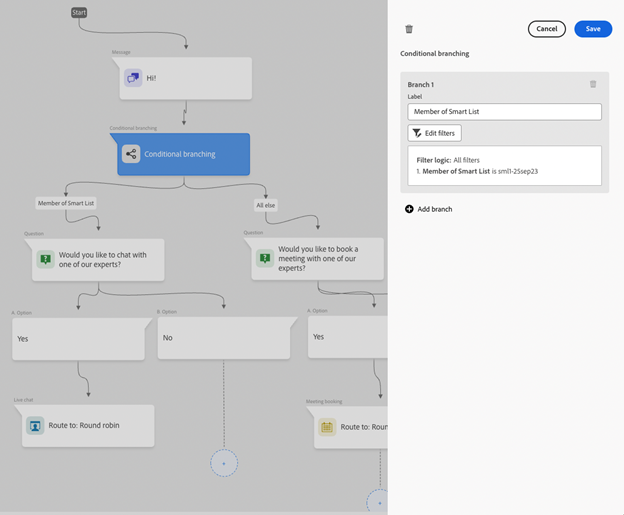 Start
Message
Hi!
Conditional branching
Conditional branching
Member of Smart List
All else
Question
Would you like to chat with
one of our experts?
Question
Would you like to book a
meeting with one of our
experts?
A. Option
Yes
B. Option
No
A. Option
Yes
Live chat
Route to: Round robin
Meeting booking
Route to: Roun
Cancel
Save
Conditional branching
Branch 1
Label
Member of Smart List
Edit filters
Filter logic: All filters
1. Member of Smart List is sml1-25sep23
Add branch